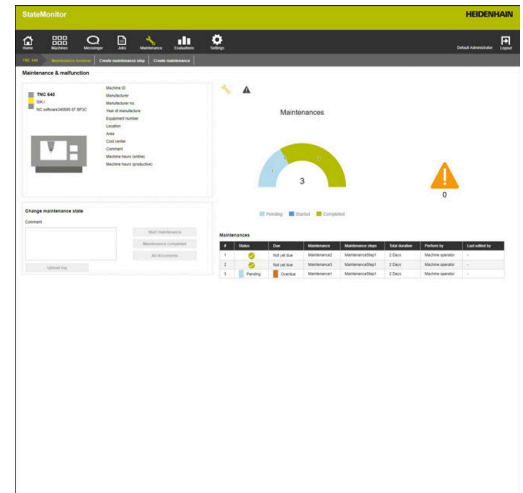 StateMonitor
HEIDENHAIN
Home Machines Messenger Jobs Maintenance Evaluations Settings Default Administrator Logout
TNC 640 Maintenance & malfunction Create maintenance step Create maintenance
Maintenance & malfunction
TNC 640
NC software340595 07 SP3C
Machine ID
Manufacturer
Manufacturer no.
Year of manufacture
Equipment number
Location
Area
Cost center
Comment
Machine hours (online)
Machine hours (productive)
Maintenances
3
0
Pending Started Completed
Change maintenance state
Comment
Start maintenance
Maintenance completed
All documents
Upload log
Maintenances
# Status Due Maintenance Maintenance steps Total duration Perform by Last edited by
1 Not yet due Maintenance2 MaintenanceStep1 2 Days Machine operator -
2 Not yet due Maintenance3 MaintenanceStep1 2 Days Machine operator -
3 Pending Overdue Maintenance1 MaintenanceStep1 2 Days Machine operator -